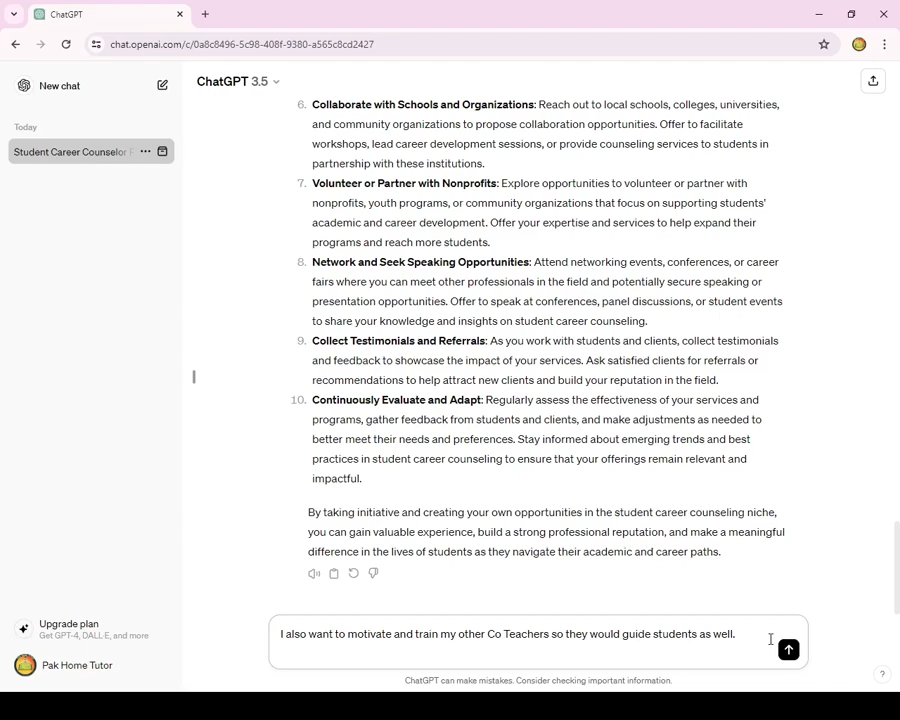 ChatGPT
chat.openai.com/c/0a8c8496-5c98-408f-9380-a565c8cd2427
New chat
Today
Student Career Counselor
ChatGPT 3.5
6. Collaborate with Schools and Organizations: Reach out to local schools, colleges, universities,
and community organizations to propose collaboration opportunities. Offer to facilitate
workshops, lead career development sessions, or provide counseling services to students in
partnership with these institutions.
7. Volunteer or Partner with Nonprofits: Explore opportunities to volunteer or partner with
nonprofits, youth programs, or community organizations that focus on supporting students'
academic and career development. Offer your expertise and services to help expand their
programs and reach more students.
8. Network and Seek Speaking Opportunities: Attend networking events, conferences, or career
fairs where you can meet other professionals in the field and potentially secure speaking or
presentation opportunities. Offer to speak at conferences, panel discussions, or student events
to share your knowledge and insights on student career counseling.
9. Collect Testimonials and Referrals: As you work with students and clients, collect testimonials
and feedback to showcase the impact of your services. Ask satisfied clients for referrals or
recommendations to help attract new clients and build your reputation in the field.
10. Continuously Evaluate and Adapt: Regularly assess the effectiveness of your services and
programs, gather feedback from students and clients, and make adjustments as needed to
better meet their needs and preferences. Stay informed about emerging trends and best
practices in student career counseling to ensure that your offerings remain relevant and
impactful.
By taking initiative and creating your own opportunities in the student career counseling niche,
you can gain valuable experience, build a strong professional reputation, and make a meaningful
difference in the lives of students as they navigate their academic and career paths.
Upgrade plan
Get GPT-4, DALL·E, and more
Pak Home Tutor
I also want to motivate and train my other Co Teachers so they would guide students as well.
ChatGPT can make mistakes. Consider checking important information.
?